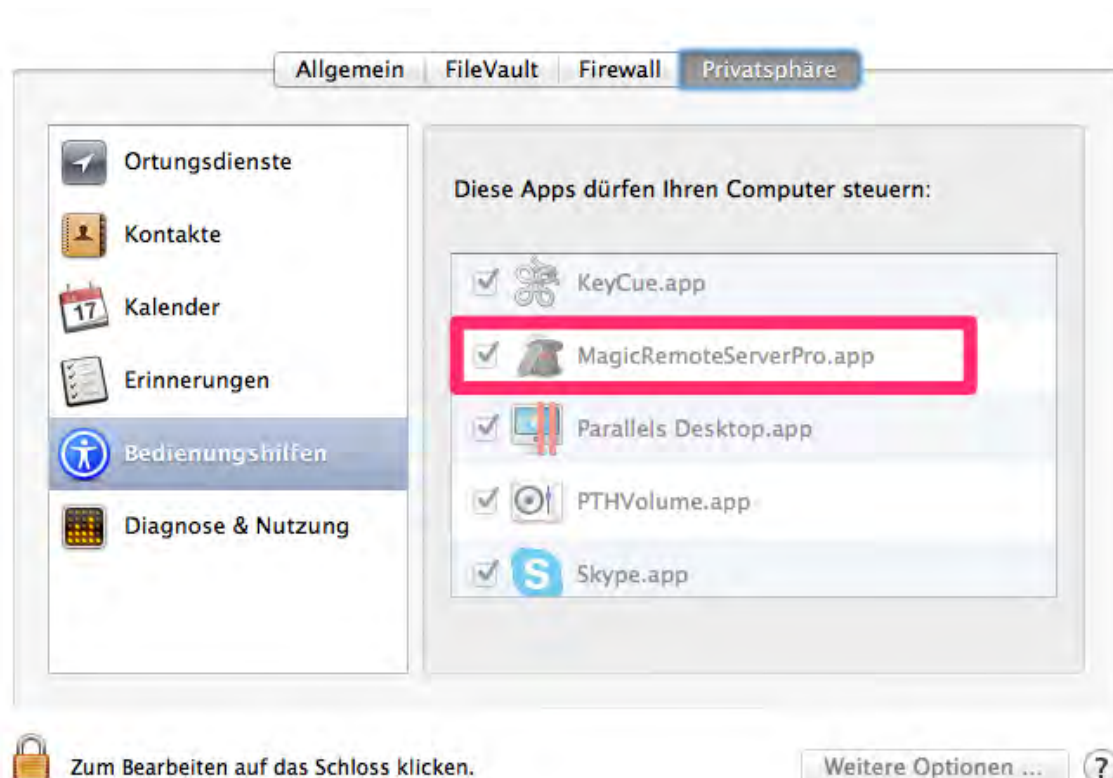 Allgemein FileVault Firewall Privatsphäre
Ortungsdienste
Kontakte
17 Kalender
Erinnerungen
Bedienungshilfen
Diagnose & Nutzung
Diese Apps dürfen Ihren Computer steuern:
KeyCue.app
MagicRemoteServerPro.app
Parallels Desktop.app
PTHVolume.app
S Skype.app
Zum Bearbeiten auf das Schloss klicken.
Weitere Optionen ... ?